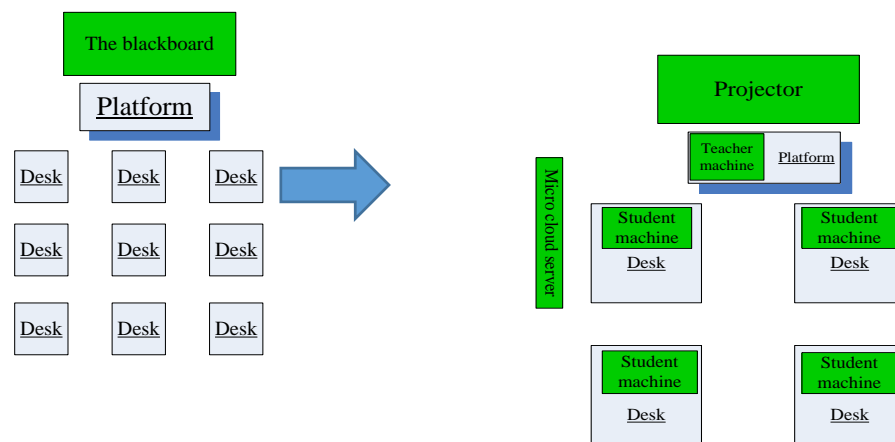 The blackboard
Platform
Desk Desk Desk
Desk Desk Desk
Desk Desk Desk
Projector
Teacher
machine
Platform
Micro cloud server
Student
machine
Desk
Student
machine
Desk
Student
machine
Desk
Student
machine
Desk